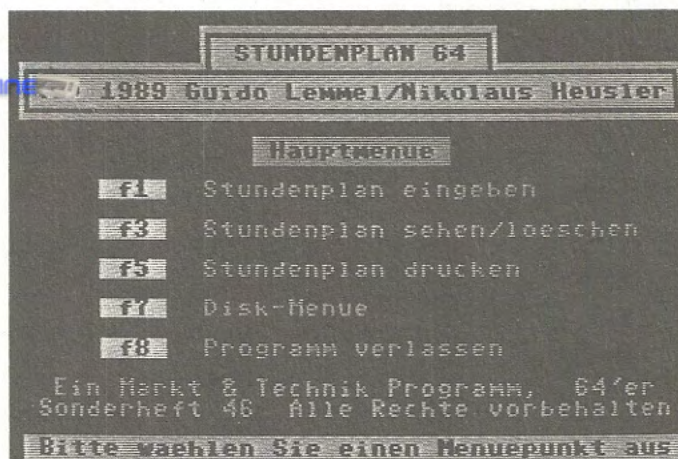 STUNDENPLAN 64
1989 Guido Lemmel/Nikolaus Heusler
Hauptmenue
f1 Stundenplan eingeben
f3 Stundenplan sehen/loeschen
f5 Stundenplan drucken
f7 Disk-Menue
f8 Programm verlassen
Ein Markt & Technik Programm, 64'er
Sonderheft 46 Alle Rechte vorbehalten
Bitte waehlen Sie einen Menuepunkt aus